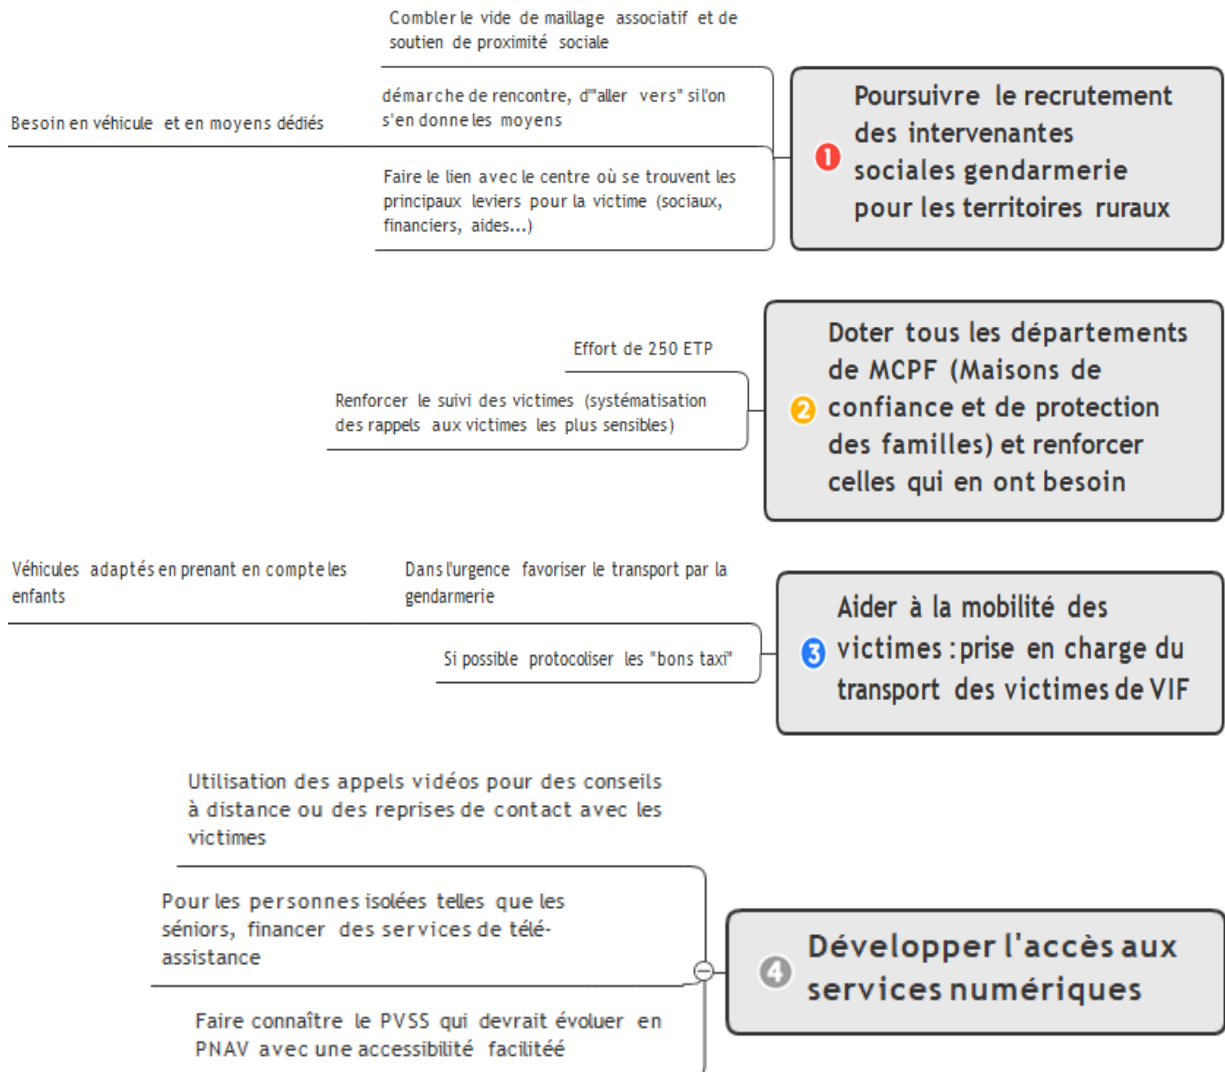 Combler le vide de maillage associatif et de
soutien de proximité sociale
démarche de rencontre, d'"aller vers" si l'on
s'en donne les moyens
Besoin en véhicule et en moyens dédiés
Faire le lien avec le centre où se trouvent les
principaux leviers pour la victime (sociaux,
financiers, aides...)
1
Poursuivre le recrutement
des intervenantes
sociales gendarmerie
pour les territoires ruraux
Effort de 250 ETP
Renforcer le suivi des victimes (systématisation
des rappels aux victimes les plus sensibles)
2
Doter tous les départements
de MCPF (Maisons de
confiance et de protection
des familles) et renforcer
celles qui en ont besoin
Véhicules adaptés en prenant en compte les
enfants
Dans l'urgence favoriser le transport par la
gendarmerie
Si possible protocoliser les "bons taxi"
3
Aider à la mobilité des
victimes : prise en charge du
transport des victimes de VIF
Utilisation des appels vidéos pour des conseils
à distance ou des reprises de contact avec les
victimes
Pour les personnes isolées telles que les
séniors, financer des services de télé-
assistance
Faire connaître le PVSS qui devrait évoluer en
PNAV avec une accessibilité facilitéé
4
Développer l'accès aux
services numériques